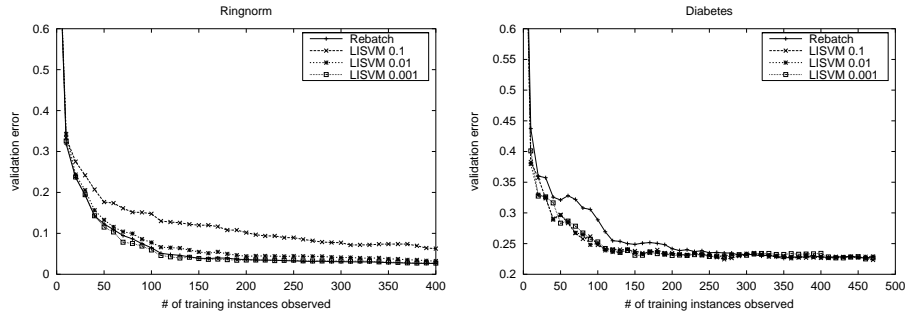 Ringnorm
validation error
0.6
0.5
0.4
0.3
0.2
0.1
0
0 50 100 150 200 250 300 350 400
# of training instances observed
Rebatch
LISVM 0.1
LISVM 0.01
LISVM 0.001
Diabetes
validation error
0.6
0.55
0.5
0.45
0.4
0.35
0.3
0.25
0.2
0 50 100 150 200 250 300 350 400 450 500
# of training instances observed
Rebatch
LISVM 0.1
LISVM 0.01
LISVM 0.001